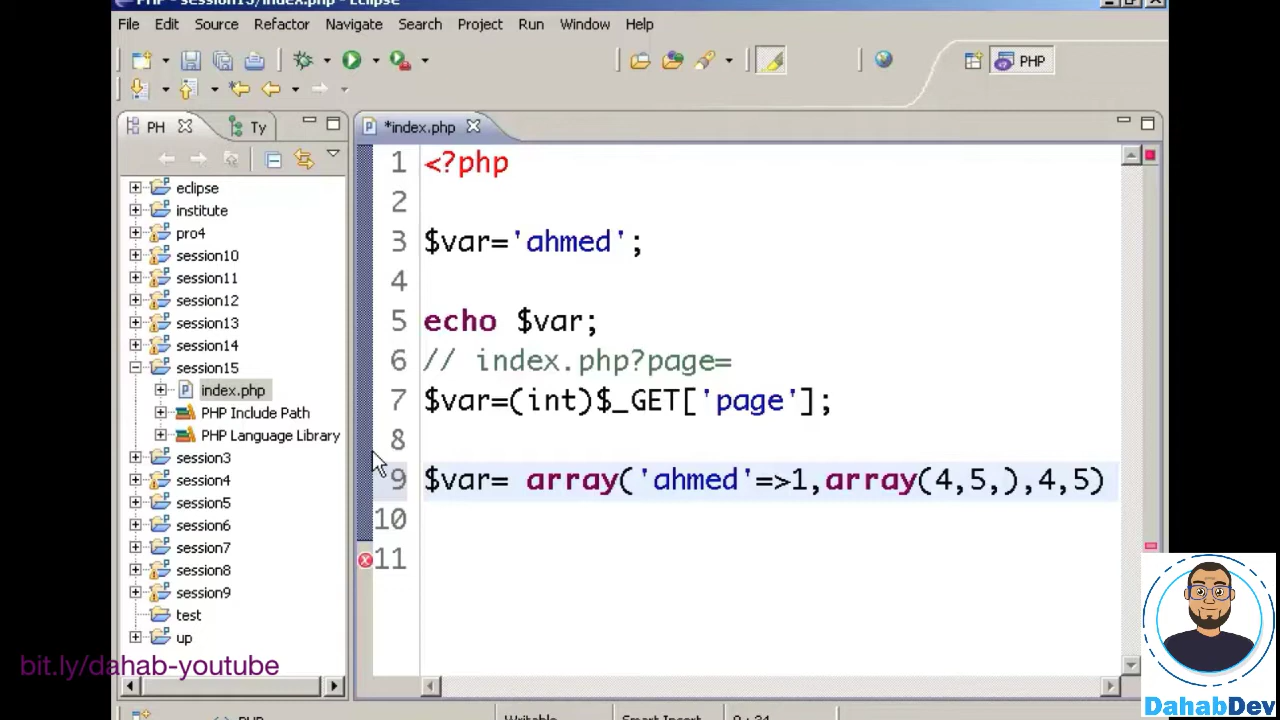 PHP - session15/index.php - Eclipse
File Edit Source Refactor Navigate Search Project Run Window Help
PHP
PH Ty *index.php
eclipse
institute
pro4
session10
session11
session12
session13
session14
session15
index.php
PHP Include Path
PHP Language Library
session3
session4
session5
session6
session7
session8
session9
test
up
1 <?php
2
3 $var='ahmed';
4
5 echo $var;
6 // index.php?page=
7 $var=(int)$_GET['page'];
8
9 $var= array('ahmed'=>1,array(4,5,),4,5)
10
11
bit.ly/dahab-youtube
DahabDev
PHP Writable Smart Insert